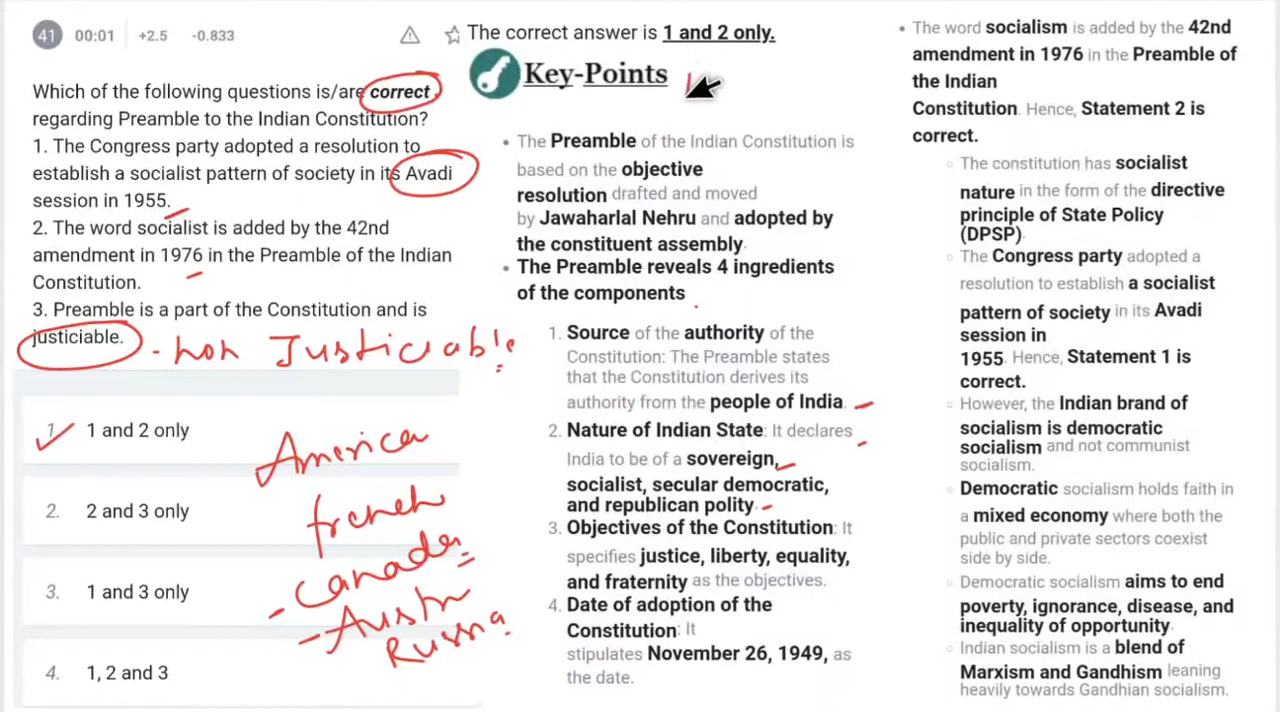 41 00:01 +2.5 -0.833
Which of the following questions is/are correct
regarding Preamble to the Indian Constitution?
1. The Congress party adopted a resolution to
establish a socialist pattern of society in its Avadi
session in 1955.
2. The word socialist is added by the 42nd
amendment in 1976 in the Preamble of the Indian
Constitution.
3. Preamble is a part of the Constitution and is
justiciable.
- non Justiciable
1. 1 and 2 only
2. 2 and 3 only
3. 1 and 3 only
4. 1, 2 and 3
America
french
- Canada
- Austr
Russia
The correct answer is 1 and 2 only.
Key-Points
• The Preamble of the Indian Constitution is
based on the objective
resolution drafted and moved
by Jawaharlal Nehru and adopted by
the constituent assembly.
• The Preamble reveals 4 ingredients
of the components
1. Source of the authority of the
Constitution: The Preamble states
that the Constitution derives its
authority from the people of India.
2. Nature of Indian State: It declares
India to be of a sovereign,
socialist, secular democratic,
and republican polity
3. Objectives of the Constitution: It
specifies justice, liberty, equality,
and fraternity as the objectives.
4. Date of adoption of the
Constitution: It
stipulates November 26, 1949, as
the date.
• The word socialism is added by the 42nd
amendment in 1976 in the Preamble of
the Indian
Constitution. Hence, Statement 2 is
correct.
The constitution has socialist
nature in the form of the directive
principle of State Policy
(DPSP).
The Congress party adopted a
resolution to establish a socialist
pattern of society in its Avadi
session in
1955. Hence, Statement 1 is
correct.
However, the Indian brand of
socialism is democratic
socialism and not communist
socialism.
Democratic socialism holds faith in
a mixed economy where both the
public and private sectors coexist
side by side.
Democratic socialism aims to end
poverty, ignorance, disease, and
inequality of opportunity.
Indian socialism is a blend of
Marxism and Gandhism leaning
heavily towards Gandhian socialism.